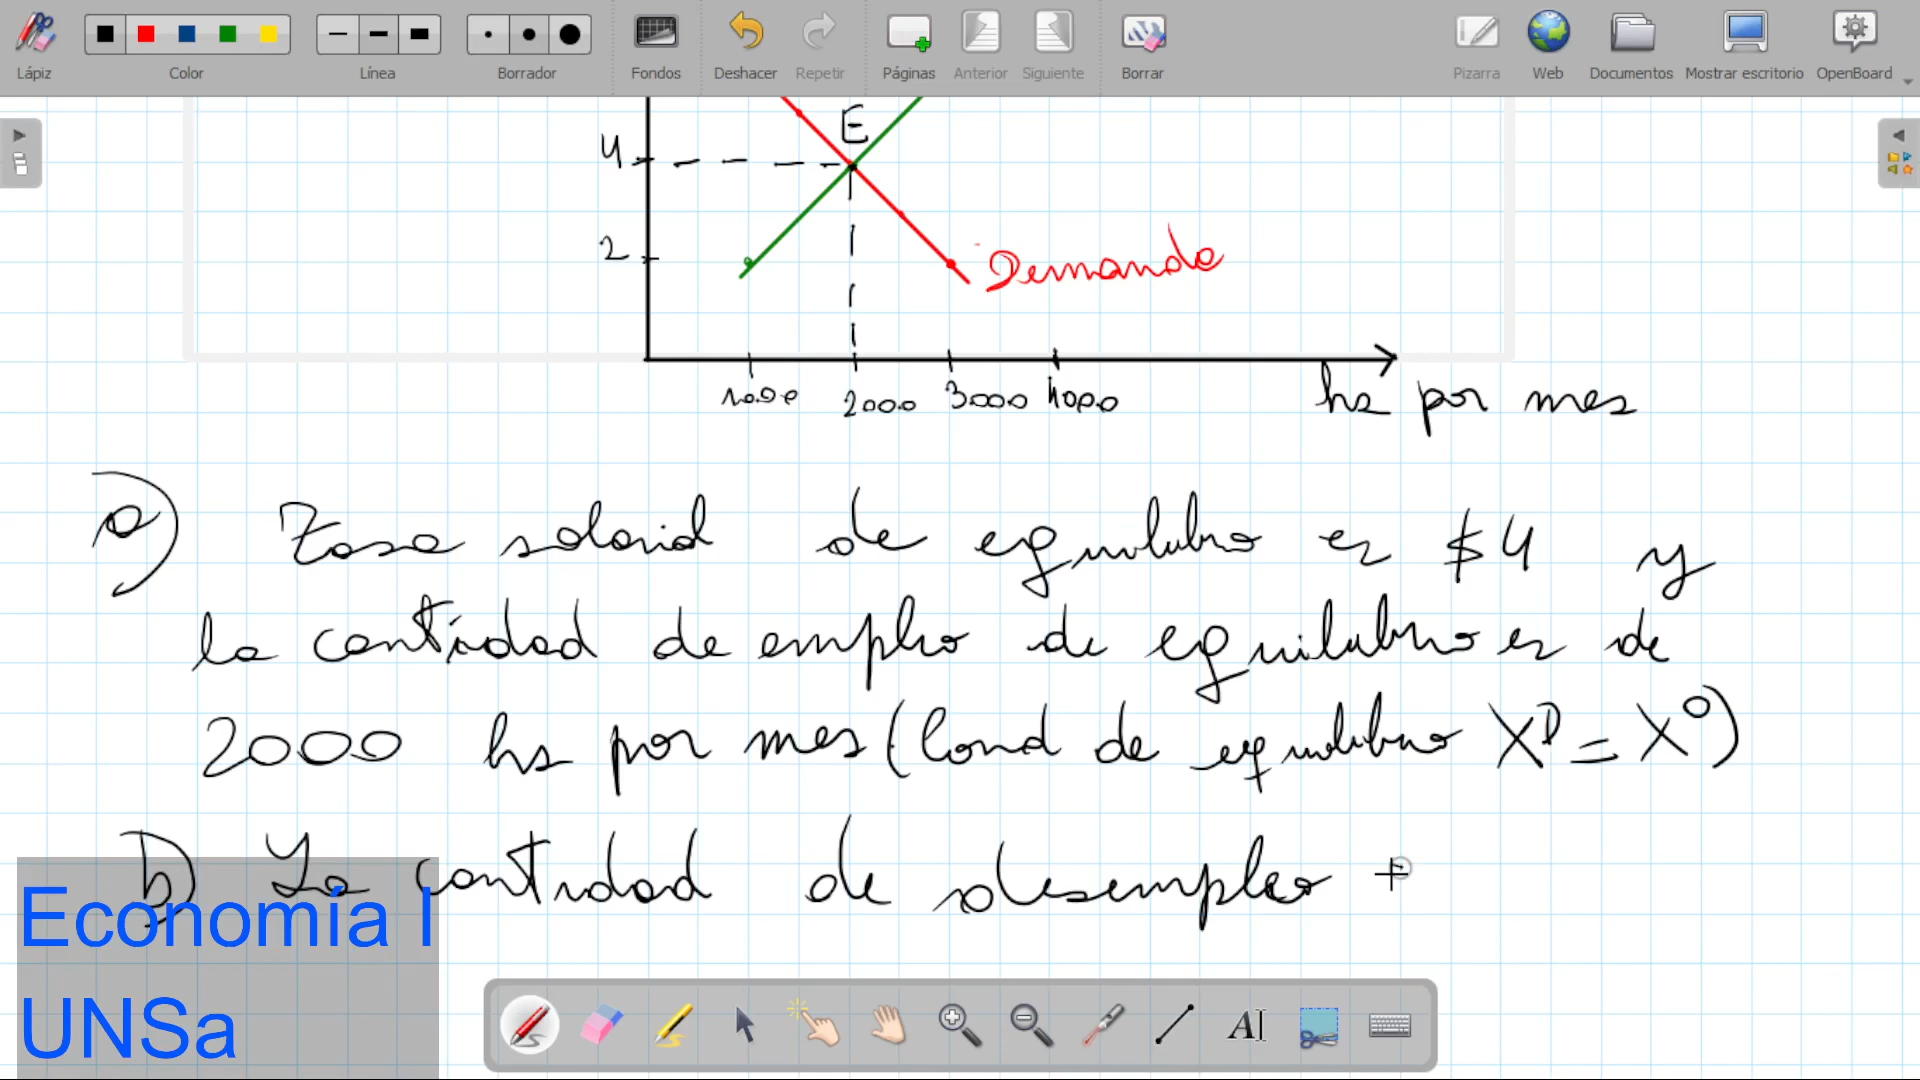 Lápiz
Color
Línea
Borrador
Fondos
Deshacer
Repetir
Páginas
Anterior
Siguiente
Borrar
Pizarra
Web
Documentos
Mostrar escritorio
OpenBoard
E
4
2
Demanda
1000 2000 3000 4000
hs por mes
a) Tasa salarial de equilibrio es $4 y
la cantidad de empleo de equilibrio es de
2000 hs por mes (Cond de equilibrio X^D = X^O)
b) La cantidad de desempleo
Economía I
UNSa
AI